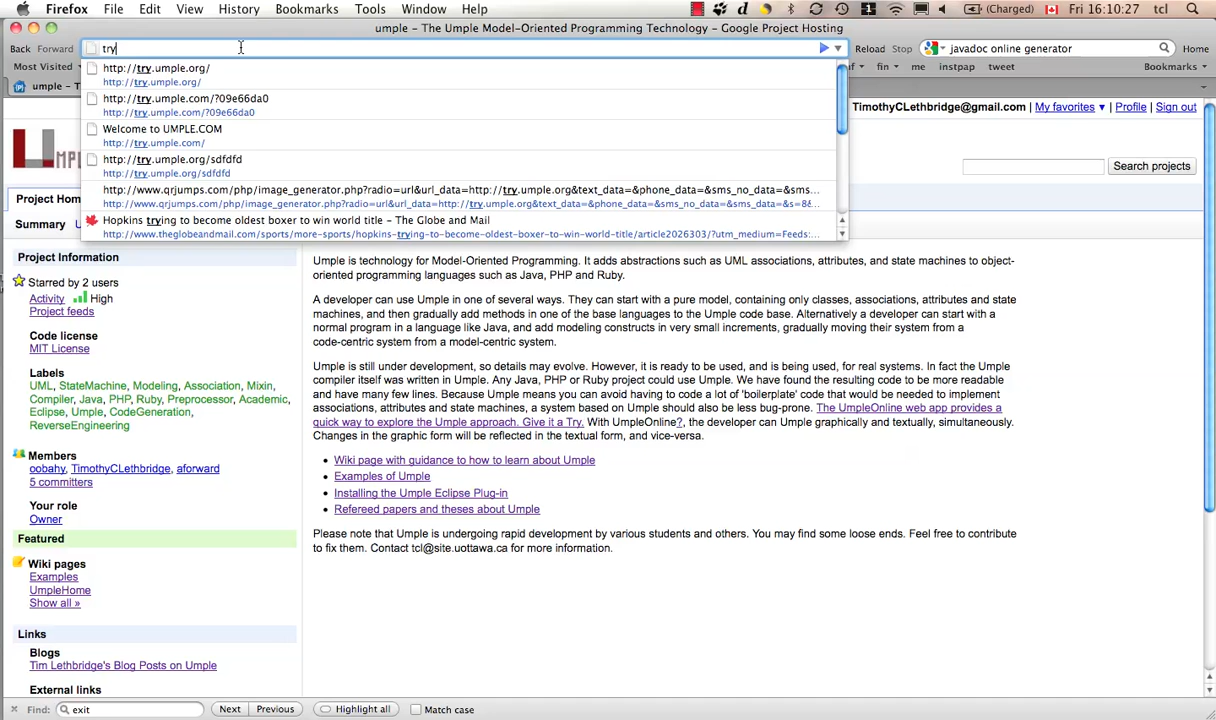 Firefox File Edit View History Bookmarks Tools Window Help (Charged) Fri 16:10:27 tcl
umple – The Umple Model-Oriented Programming Technology – Google Project Hosting
Back Forward try Reload Stop javadoc online generator Home
Most Visited fin me instpap tweet Bookmarks
umple –
http://try.umple.org/
http://try.umple.org/
http://try.umple.com/?09e66da0
http://try.umple.com/?09e66da0
Welcome to UMPLE.COM
http://try.umple.com/
http://try.umple.org/sdfdfd
http://try.umple.org/sdfdfd
http://www.qrjumps.com/php/image_generator.php?radio=url&url_data=http://try.umple.org&text_data=&phone_data=&sms_no_data=&sms...
http://www.qrjumps.com/php/image_generator.php?radio=url&url_data=http://try.umple.org&text_data=&phone_data=&sms_no_data=&s=8&...
Hopkins trying to become oldest boxer to win world title – The Globe and Mail
http://www.theglobeandmail.com/sports/more-sports/hopkins-trying-to-become-oldest-boxer-to-win-world-title/article2026303/?utm_medium=Feeds:...
TimothyCLethbridge@gmail.com | My favorites ▼ | Profile | Sign out
Search projects
Project Hom
Summary
Project Information
Starred by 2 users
Activity High
Project feeds
Code license
MIT License
Labels
UML, StateMachine, Modeling, Association, Mixin,
Compiler, Java, PHP, Ruby, Preprocessor, Academic,
Eclipse, Umple, CodeGeneration,
ReverseEngineering
Members
oobahy, TimothyCLethbridge, aforward
5 committers
Your role
Owner
Featured
Wiki pages
Examples
UmpleHome
Show all »
Links
Blogs
Tim Lethbridge's Blog Posts on Umple
External links
Umple is technology for Model-Oriented Programming. It adds abstractions such as UML associations, attributes, and state machines to object-
oriented programming languages such as Java, PHP and Ruby.
A developer can use Umple in one of several ways. They can start with a pure model, containing only classes, associations, attributes and state
machines, and then gradually add methods in one of the base languages to the Umple code base. Alternatively a developer can start with a
normal program in a language like Java, and add modeling constructs in very small increments, gradually moving their system from a
code-centric system from a model-centric system.
Umple is still under development, so details may evolve. However, it is ready to be used, and is being used, for real systems. In fact the Umple
compiler itself was written in Umple. Any Java, PHP or Ruby project could use Umple. We have found the resulting code to be more readable
and have many few lines. Because Umple means you can avoid having to code a lot of 'boilerplate' code that would be needed to implement
associations, attributes and state machines, a system based on Umple should also be less bug-prone. The UmpleOnline web app provides a
quick way to explore the Umple approach. Give it a Try. With UmpleOnline?, the developer can Umple graphically and textually, simultaneously.
Changes in the graphic form will be reflected in the textual form, and vice-versa.
• Wiki page with guidance to how to learn about Umple
• Examples of Umple
• Installing the Umple Eclipse Plug-in
• Refereed papers and theses about Umple
Please note that Umple is undergoing rapid development by various students and others. You may find some loose ends. Feel free to contribute
to fix them. Contact tcl@site.uottawa.ca for more information.
Find: exit Next Previous Highlight all Match case